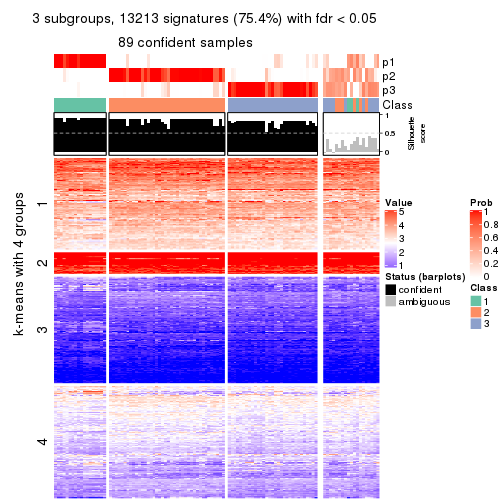 3 subgroups, 13213 signatures (75.4%) with fdr < 0.05
89 confident samples
p1
p2
p3
Class
1
0.5
0
Silhouette
score
k-means with 4 groups
1
2
3
4
Value
5
4
3
2
1
Status (barplots)
confident
ambiguous
Prob
1
0.8
0.6
0.4
0.2
0
Class
1
2
3